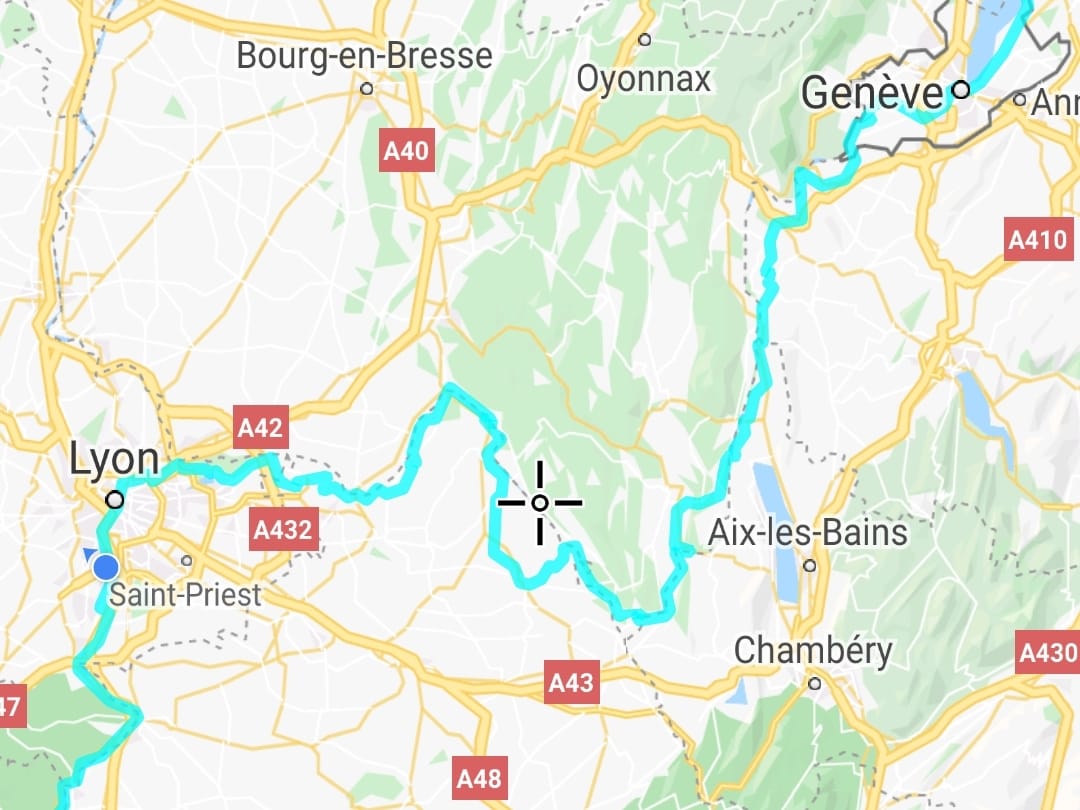 Bourg-en-Bresse
Oyonnax
Genève
Ann
A40
A410
A42
Lyon
A432
Aix-les-Bains
Saint-Priest
Chambéry
A430
A43
47
A48